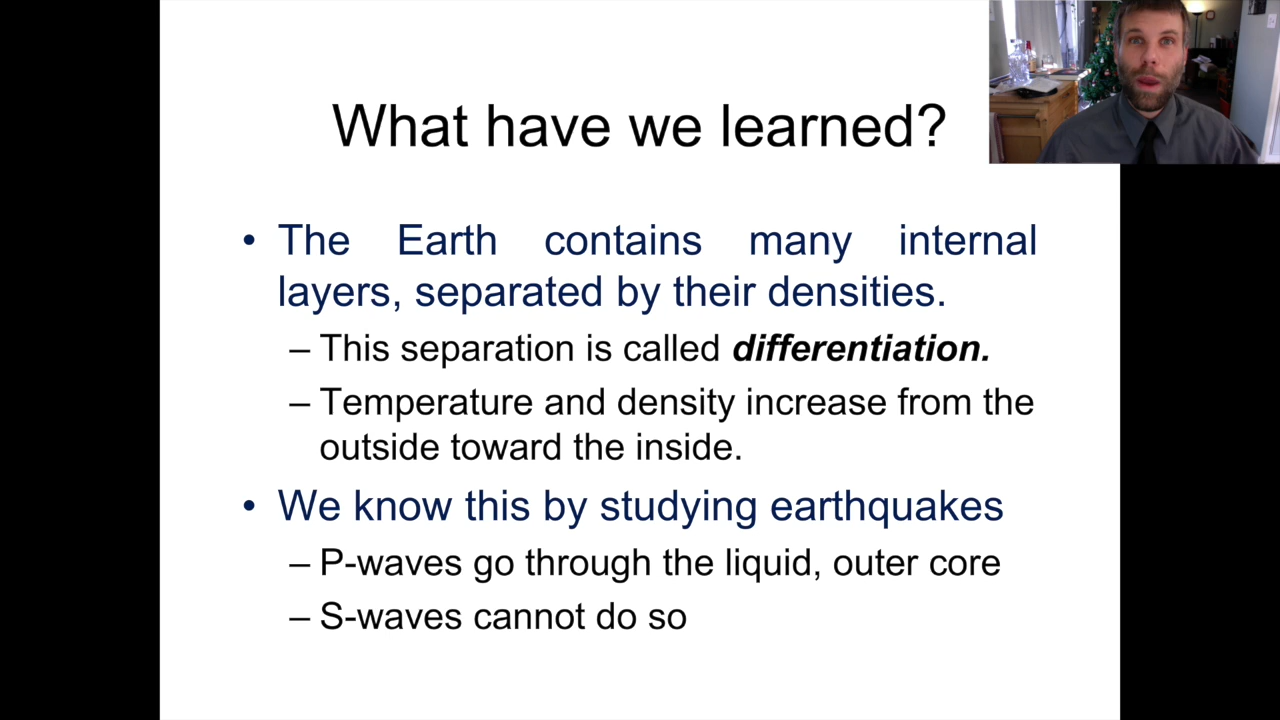 What have we learned?
• The Earth contains many internal
layers, separated by their densities.
– This separation is called differentiation.
– Temperature and density increase from the
outside toward the inside.
• We know this by studying earthquakes
– P-waves go through the liquid, outer core
– S-waves cannot do so